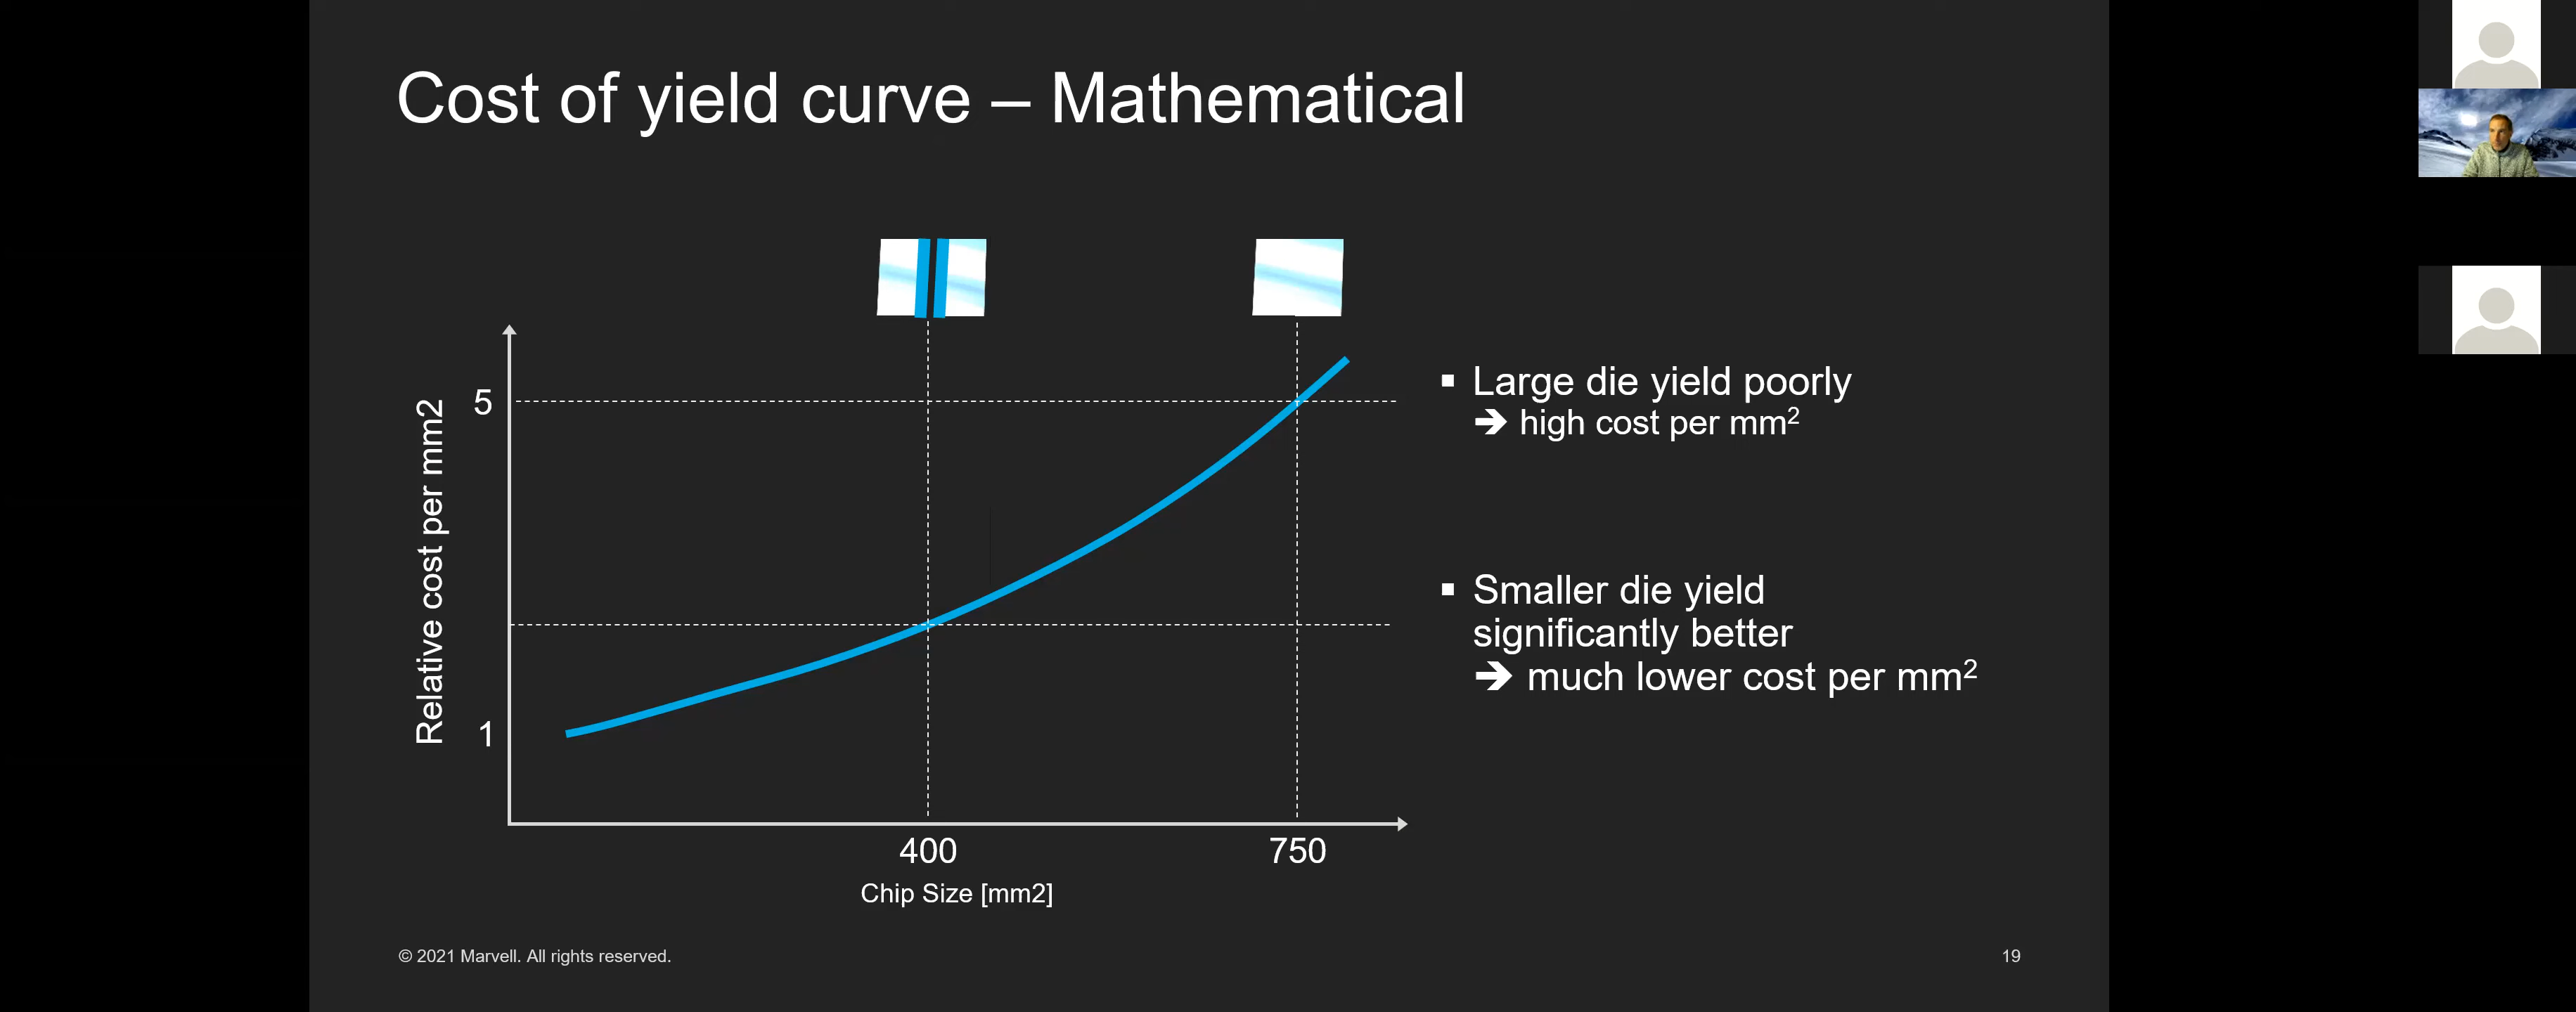 Cost of yield curve – Mathematical
Relative cost per mm2
5
1
400
750
Chip Size [mm2]
▪ Large die yield poorly
➔ high cost per mm²
▪ Smaller die yield
significantly better
➔ much lower cost per mm²
© 2021 Marvell. All rights reserved.
19